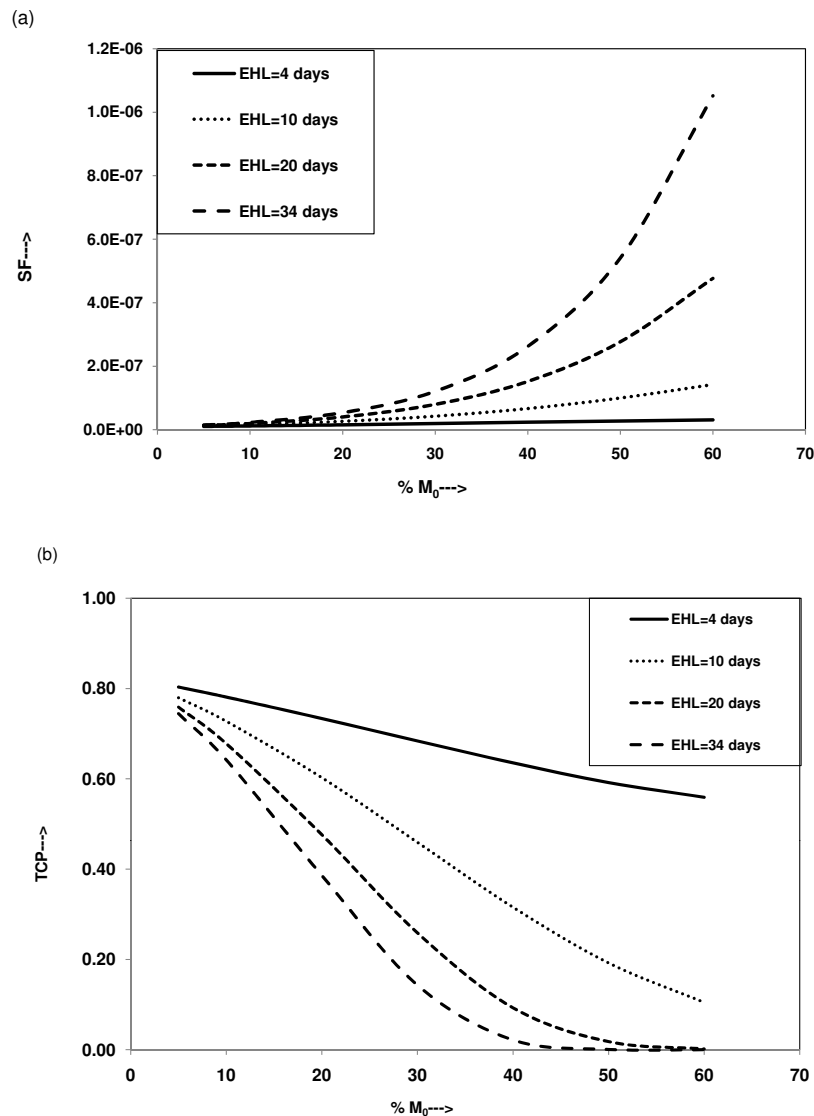 (a)
1.2E-06
1.0E-06
8.0E-07
6.0E-07
4.0E-07
2.0E-07
0.0E+00
SF--->
EHL=4 days
EHL=10 days
EHL=20 days
EHL=34 days
0 10 20 30 40 50 60 70
% M₀--->
(b)
1.00
0.80
0.60
0.40
0.20
0.00
TCP--->
EHL=4 days
EHL=10 days
EHL=20 days
EHL=34 days
0 10 20 30 40 50 60 70
% M₀--->